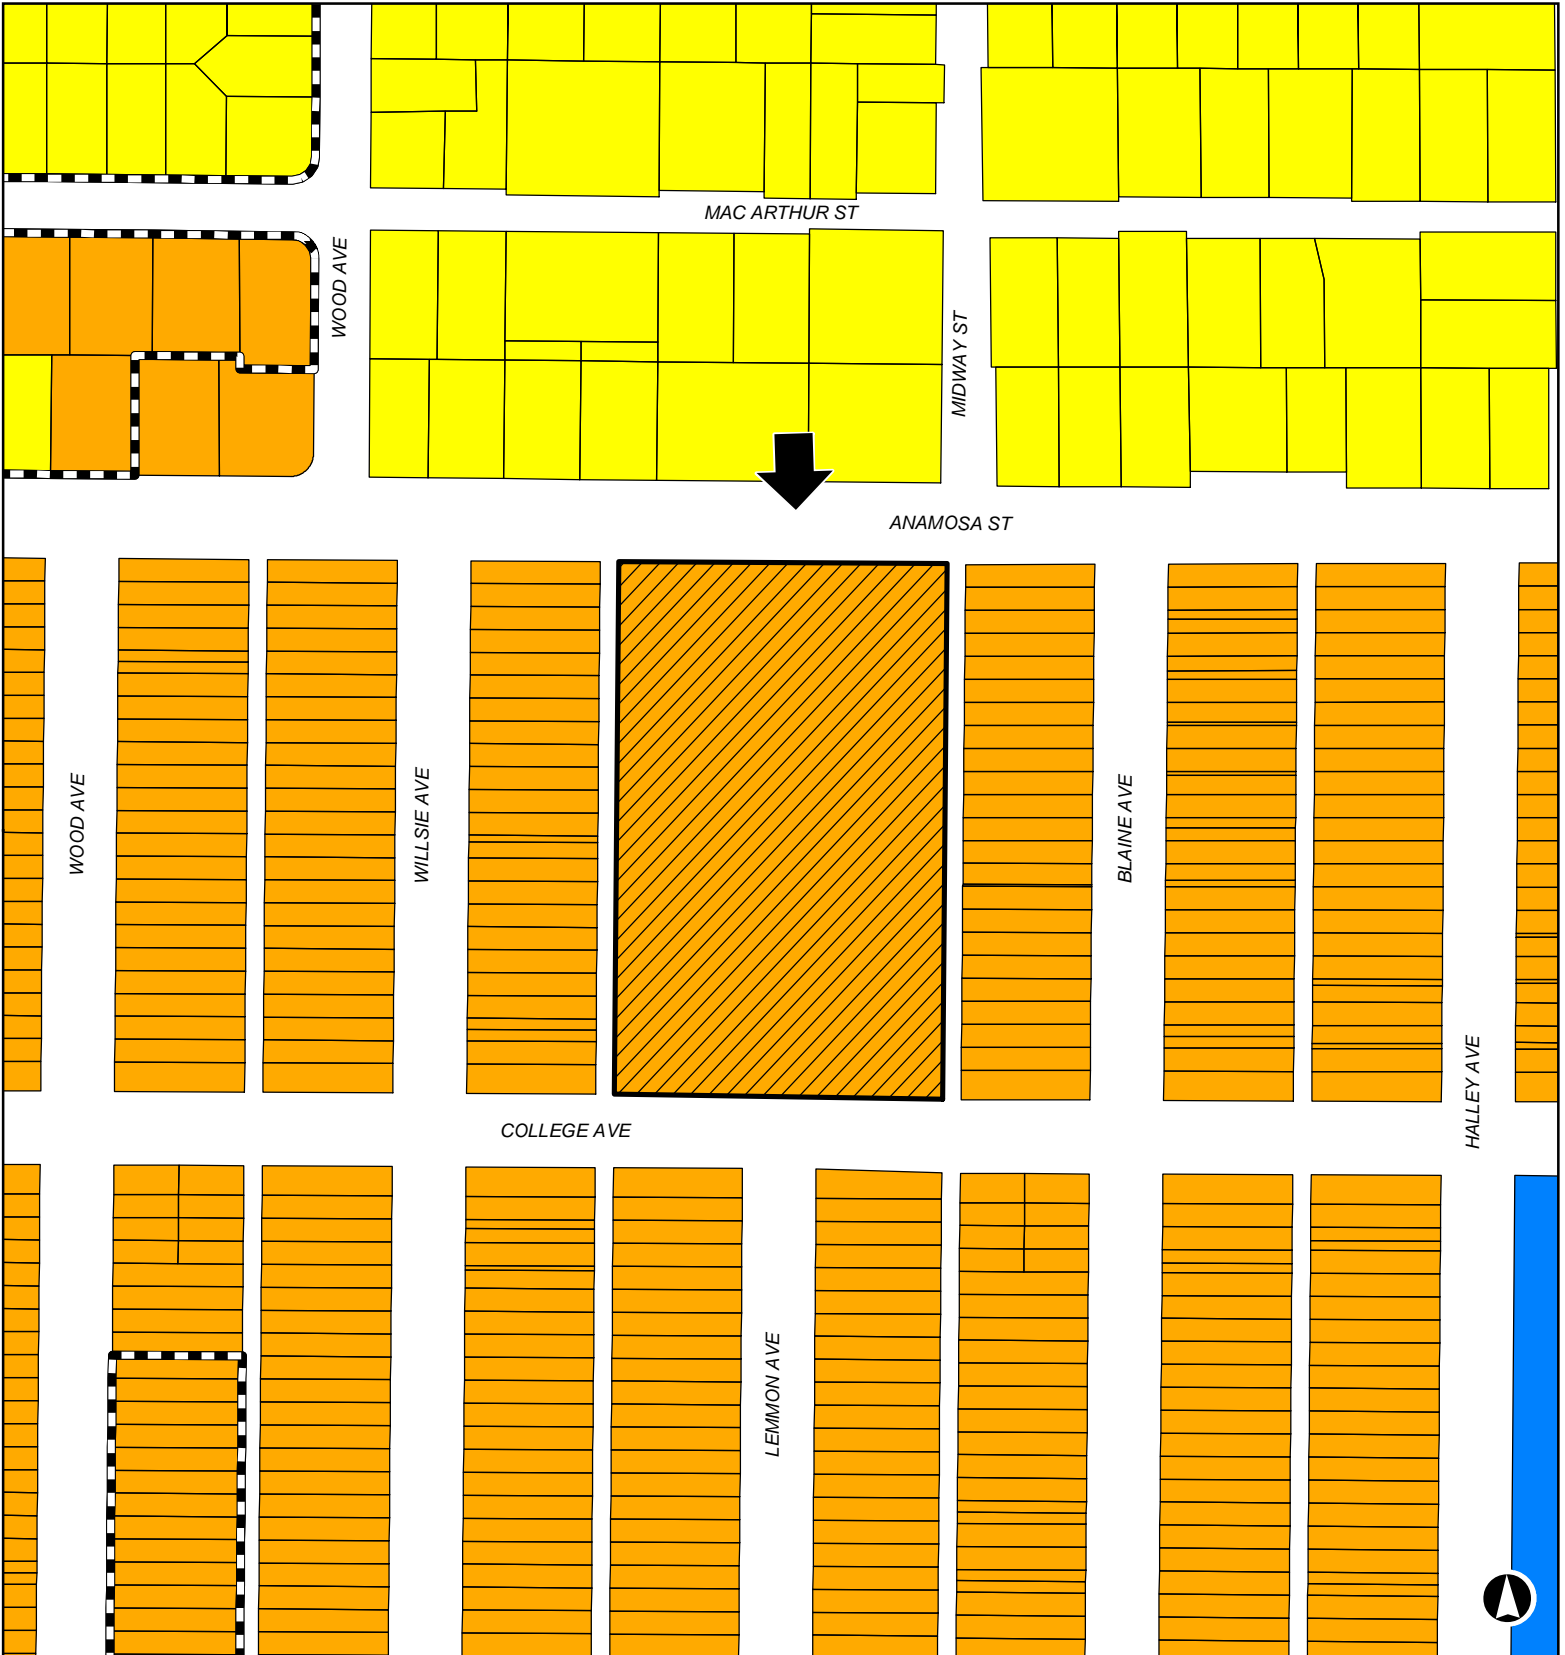 MAC ARTHUR ST
WOOD AVE
MIDWAY ST
ANAMOSA ST
WOOD AVE
WILLSIE AVE
BLAINE AVE
HALLEY AVE
COLLEGE AVE
LEMMON AVE